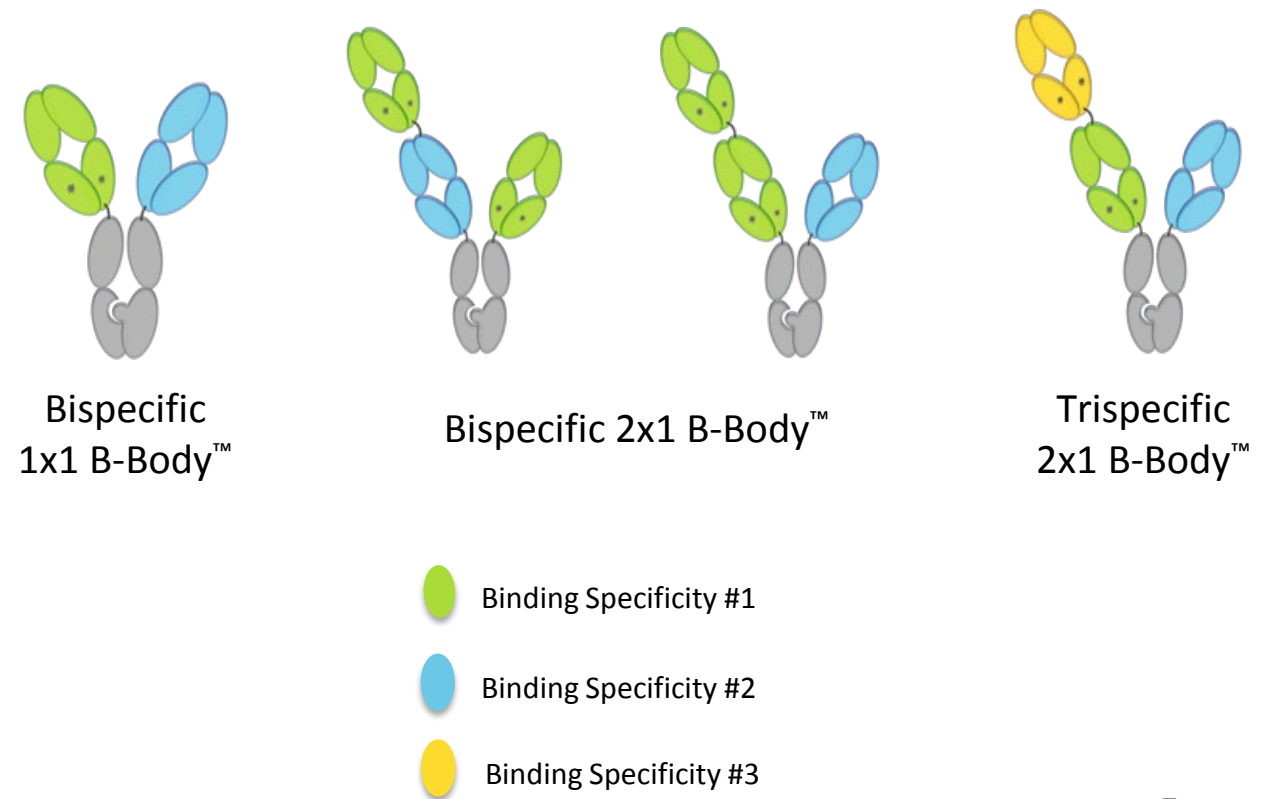 Bispecific
1x1 B-Body™
Bispecific 2x1 B-Body™
Trispecific
2x1 B-Body™
Binding Specificity #1
Binding Specificity #2
Binding Specificity #3